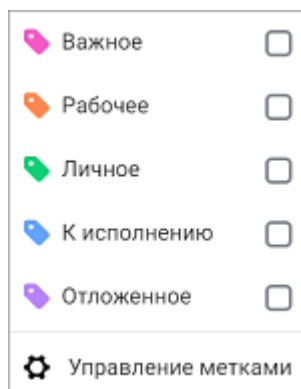 Важное
Рабочее
Личное
К исполнению
Отложенное
Управление метками